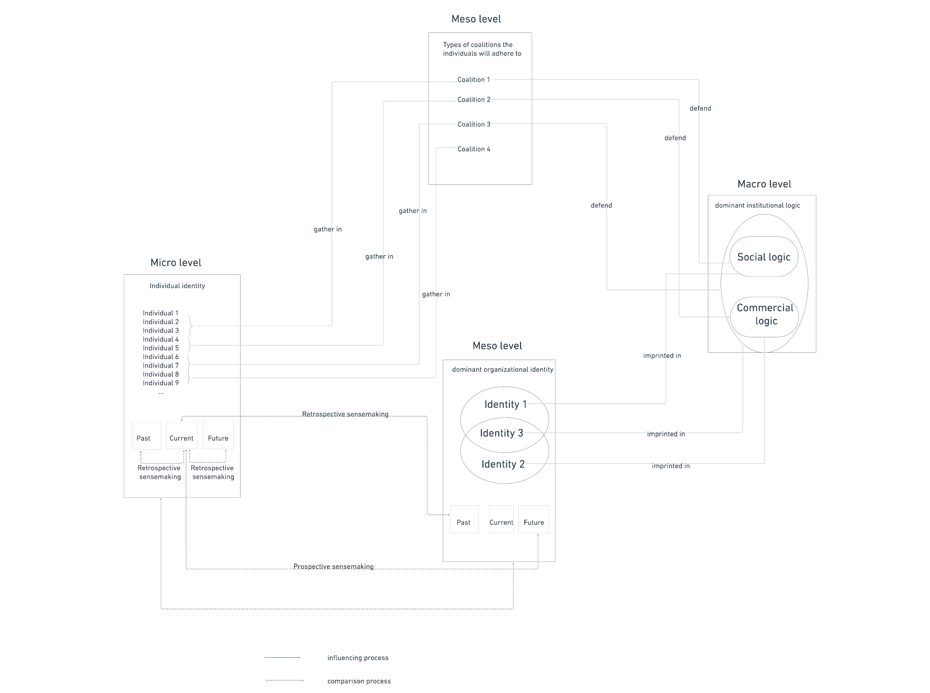 Meso level
Types of coalitions the
individuals will adhere to
Coalition 1
Coalition 2
Coalition 3
Coalition 4
defend
defend
defend
Macro level
dominant institutional logic
Social logic
Commercial
logic
gather in
gather in
gather in
gather in
Micro level
Individual identity
Individual 1
Individual 2
Individual 3
Individual 4
Individual 5
Individual 6
Individual 7
Individual 8
Individual 9
...
Past
Current
Future
Retrospective
sensemaking
Retrospective
sensemaking
Retrospective sensemaking
Prospective sensemaking
Meso level
dominant organizational identity
Identity 1
Identity 3
Identity 2
Past
Current
Future
imprinted in
imprinted in
imprinted in
influencing process
comparison process